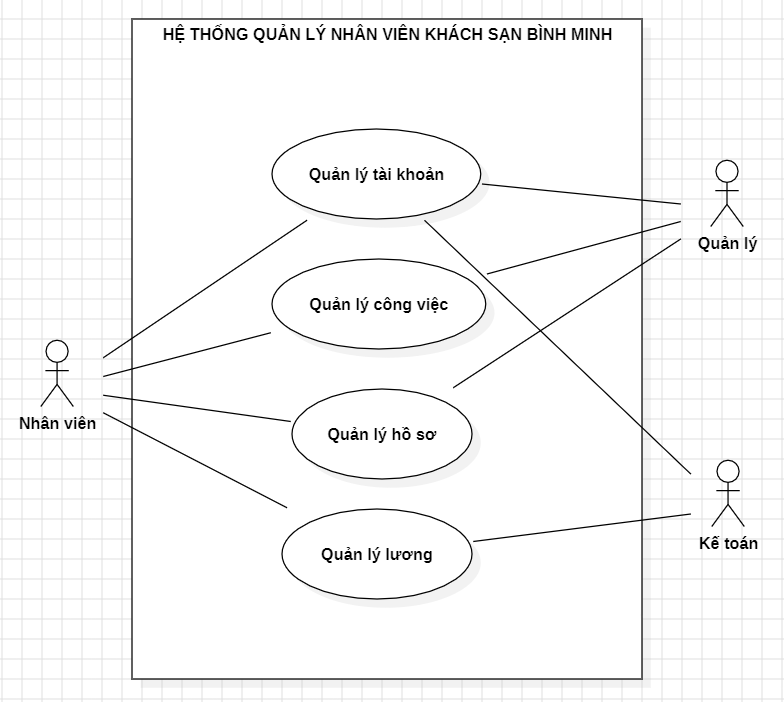 HỆ THỐNG QUẢN LÝ NHÂN VIÊN KHÁCH SẠN BÌNH MINH
Quản lý tài khoản
Quản lý
Quản lý công việc
Nhân viên
Quản lý hồ sơ
Kế toán
Quản lý lương